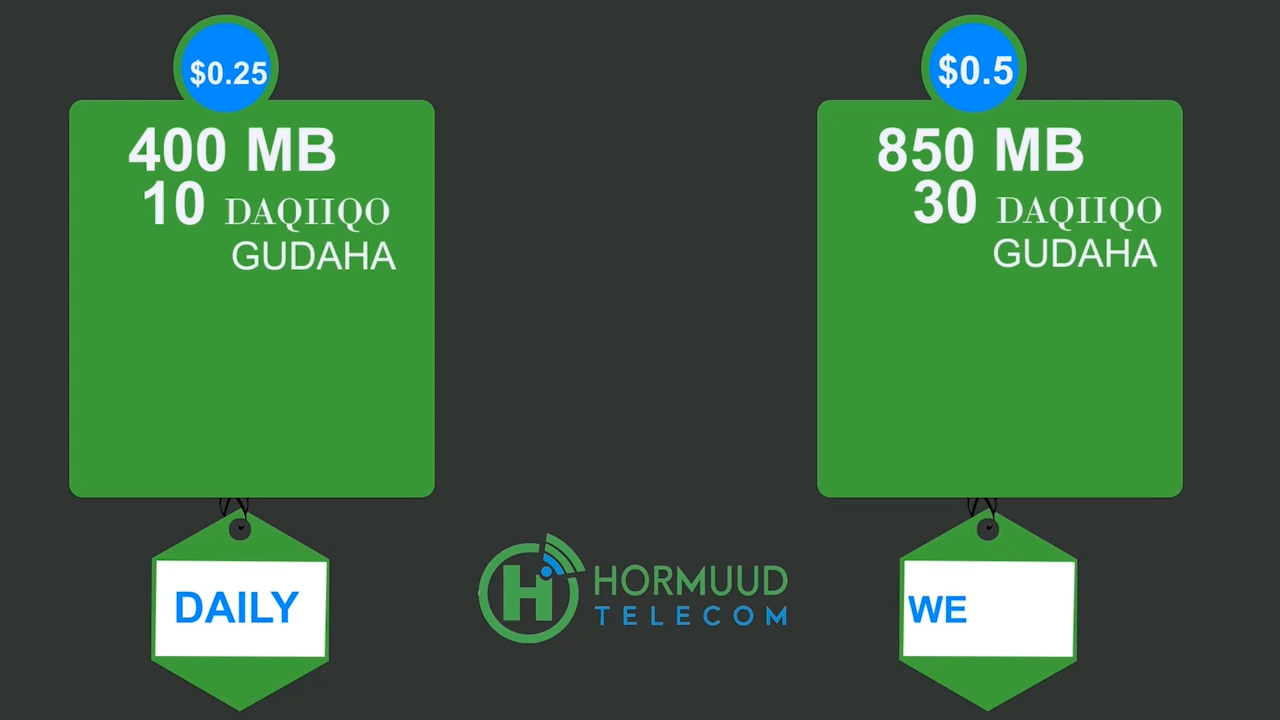 $0.25
400 MB
10 DAQIIQO
GUDAHA
DAILY
$0.5
850 MB
30 DAQIIQO
GUDAHA
WE
HORMUUD
TELECOM